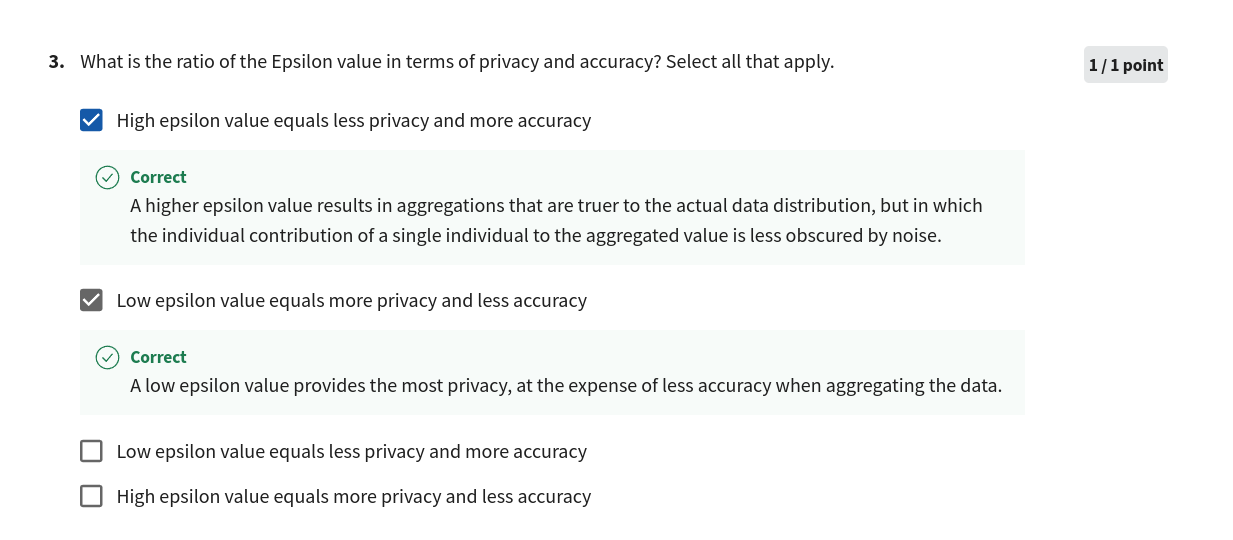 3. What is the ratio of the Epsilon value in terms of privacy and accuracy? Select all that apply.
1 / 1 point
High epsilon value equals less privacy and more accuracy
Correct
A higher epsilon value results in aggregations that are truer to the actual data distribution, but in which
the individual contribution of a single individual to the aggregated value is less obscured by noise.
Low epsilon value equals more privacy and less accuracy
Correct
A low epsilon value provides the most privacy, at the expense of less accuracy when aggregating the data.
Low epsilon value equals less privacy and more accuracy
High epsilon value equals more privacy and less accuracy